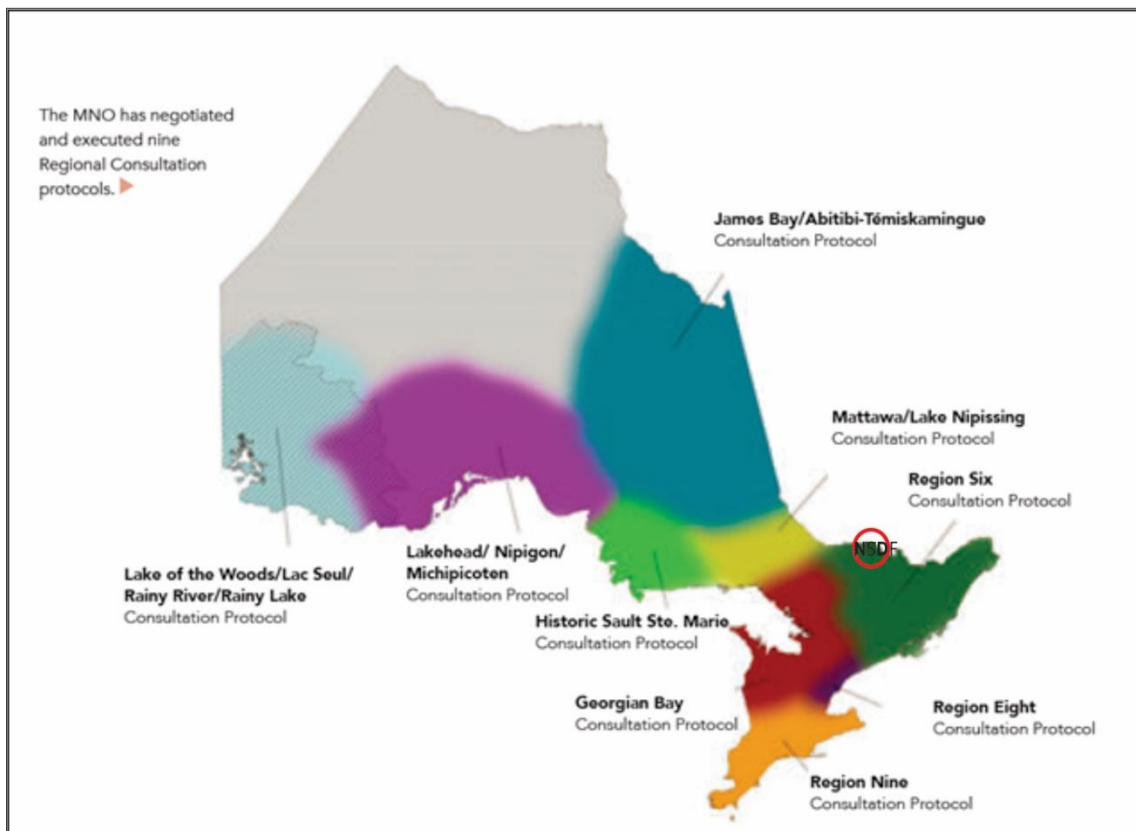 The MNO has negotiated
and executed nine
Regional Consultation
protocols.
James Bay/Abitibi-Témiskamingue
Consultation Protocol
Mattawa/Lake Nipissing
Consultation Protocol
Region Six
Consultation Protocol
NSDF
Lakehead/ Nipigon/
Michipicoten
Consultation Protocol
Lake of the Woods/Lac Seul/
Rainy River/Rainy Lake
Consultation Protocol
Historic Sault Ste. Marie
Consultation Protocol
Georgian Bay
Consultation Protocol
Region Eight
Consultation Protocol
Region Nine
Consultation Protocol